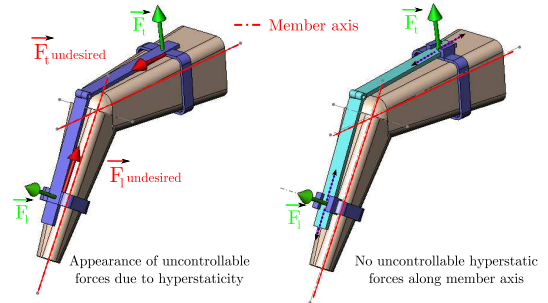 F_t
F_t undesired
Member axis
F_t
F_l undesired
F_l
F_l
Appearance of uncontrollable
forces due to hyperstaticity
No uncontrollable hyperstatic
forces along member axis